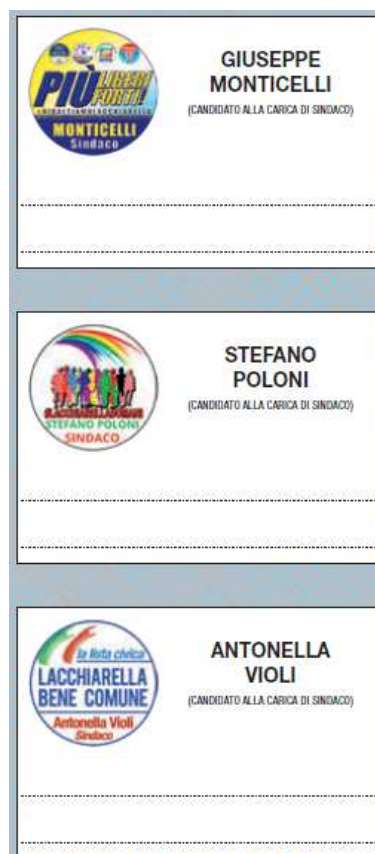 PIÙ LIBERI
FORTI!
MONTICELLI
Sindaco
GIUSEPPE
MONTICELLI
(CANDIDATO ALLA CARICA DI SINDACO)
STEFANO POLONI
SINDACO
STEFANO
POLONI
(CANDIDATO ALLA CARICA DI SINDACO)
la lista civica
LACCHIARELLA
BENE COMUNE
Antonella Violi
Sindaco
ANTONELLA
VIOLI
(CANDIDATO ALLA CARICA DI SINDACO)